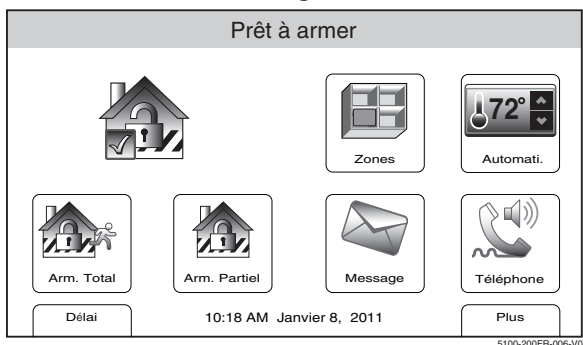 Prêt à armer
72°
Zones
Automati.
Arm. Total
Arm. Partiel
Message
Téléphone
Délai
10:18 AM Janvier 8, 2011
Plus
5100-200FR-006-V0